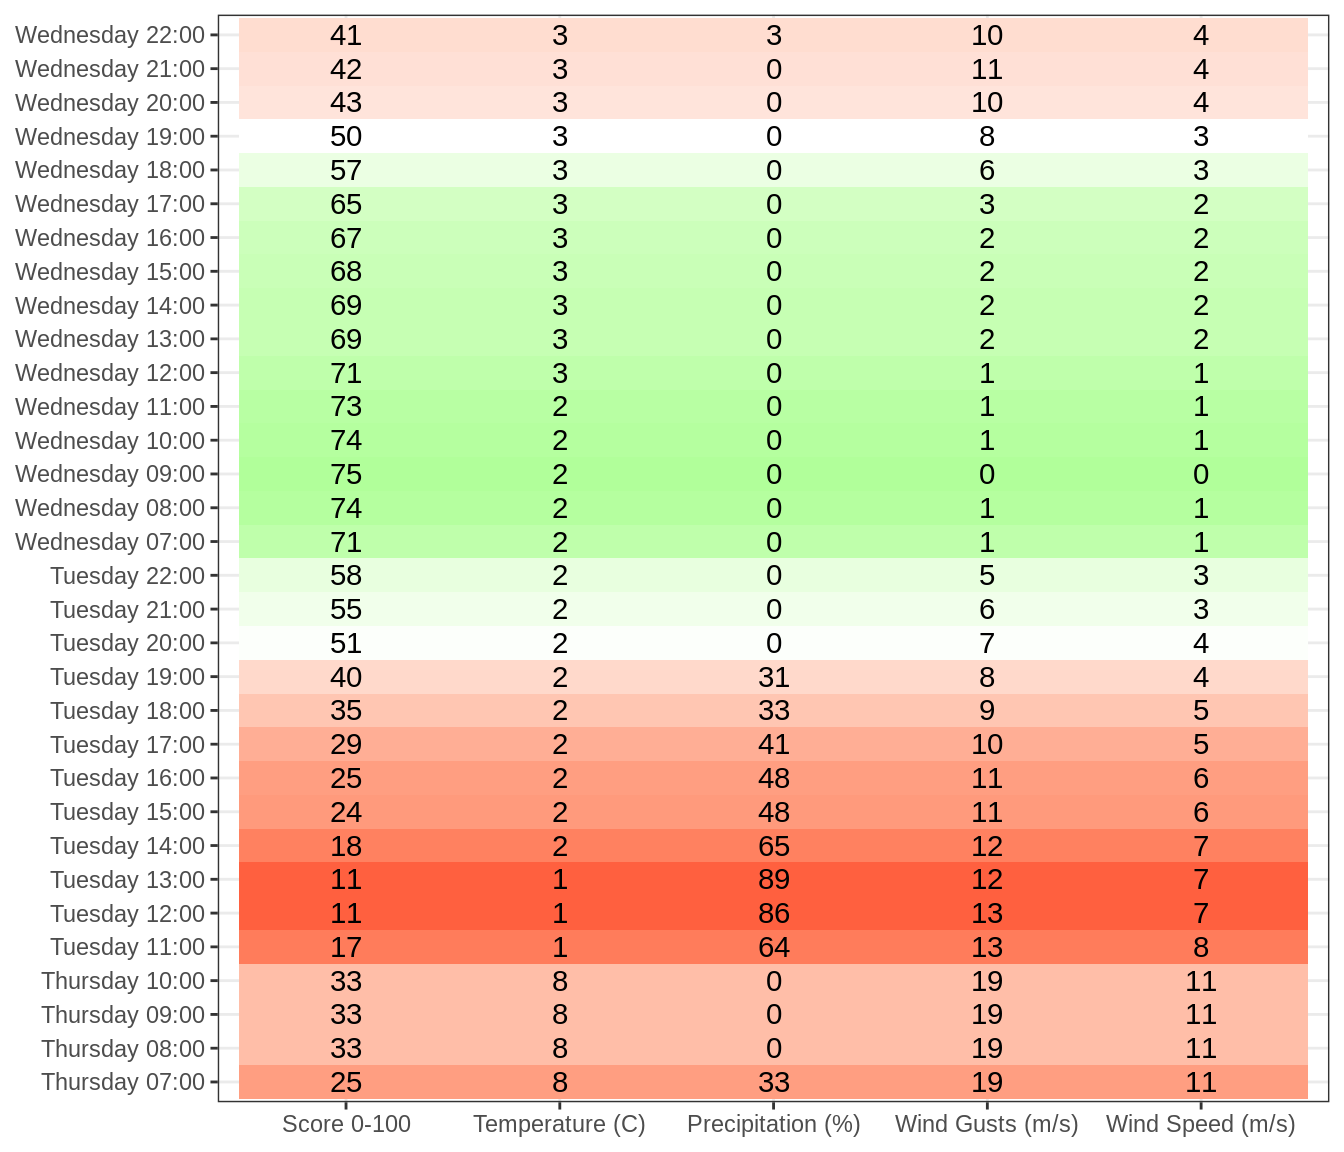 Wednesday 22:00 41 3 3 10 4
Wednesday 21:00 42 3 0 11 4
Wednesday 20:00 43 3 0 10 4
Wednesday 19:00 50 3 0 8 3
Wednesday 18:00 57 3 0 6 3
Wednesday 17:00 65 3 0 3 2
Wednesday 16:00 67 3 0 2 2
Wednesday 15:00 68 3 0 2 2
Wednesday 14:00 69 3 0 2 2
Wednesday 13:00 69 3 0 2 2
Wednesday 12:00 71 3 0 1 1
Wednesday 11:00 73 2 0 1 1
Wednesday 10:00 74 2 0 1 1
Wednesday 09:00 75 2 0 0 0
Wednesday 08:00 74 2 0 1 1
Wednesday 07:00 71 2 0 1 1
Tuesday 22:00 58 2 0 5 3
Tuesday 21:00 55 2 0 6 3
Tuesday 20:00 51 2 0 7 4
Tuesday 19:00 40 2 31 8 4
Tuesday 18:00 35 2 33 9 5
Tuesday 17:00 29 2 41 10 5
Tuesday 16:00 25 2 48 11 6
Tuesday 15:00 24 2 48 11 6
Tuesday 14:00 18 2 65 12 7
Tuesday 13:00 11 1 89 12 7
Tuesday 12:00 11 1 86 13 7
Tuesday 11:00 17 1 64 13 8
Thursday 10:00 33 8 0 19 11
Thursday 09:00 33 8 0 19 11
Thursday 08:00 33 8 0 19 11
Thursday 07:00 25 8 33 19 11
Score 0-100 Temperature (C) Precipitation (%) Wind Gusts (m/s) Wind Speed (m/s)